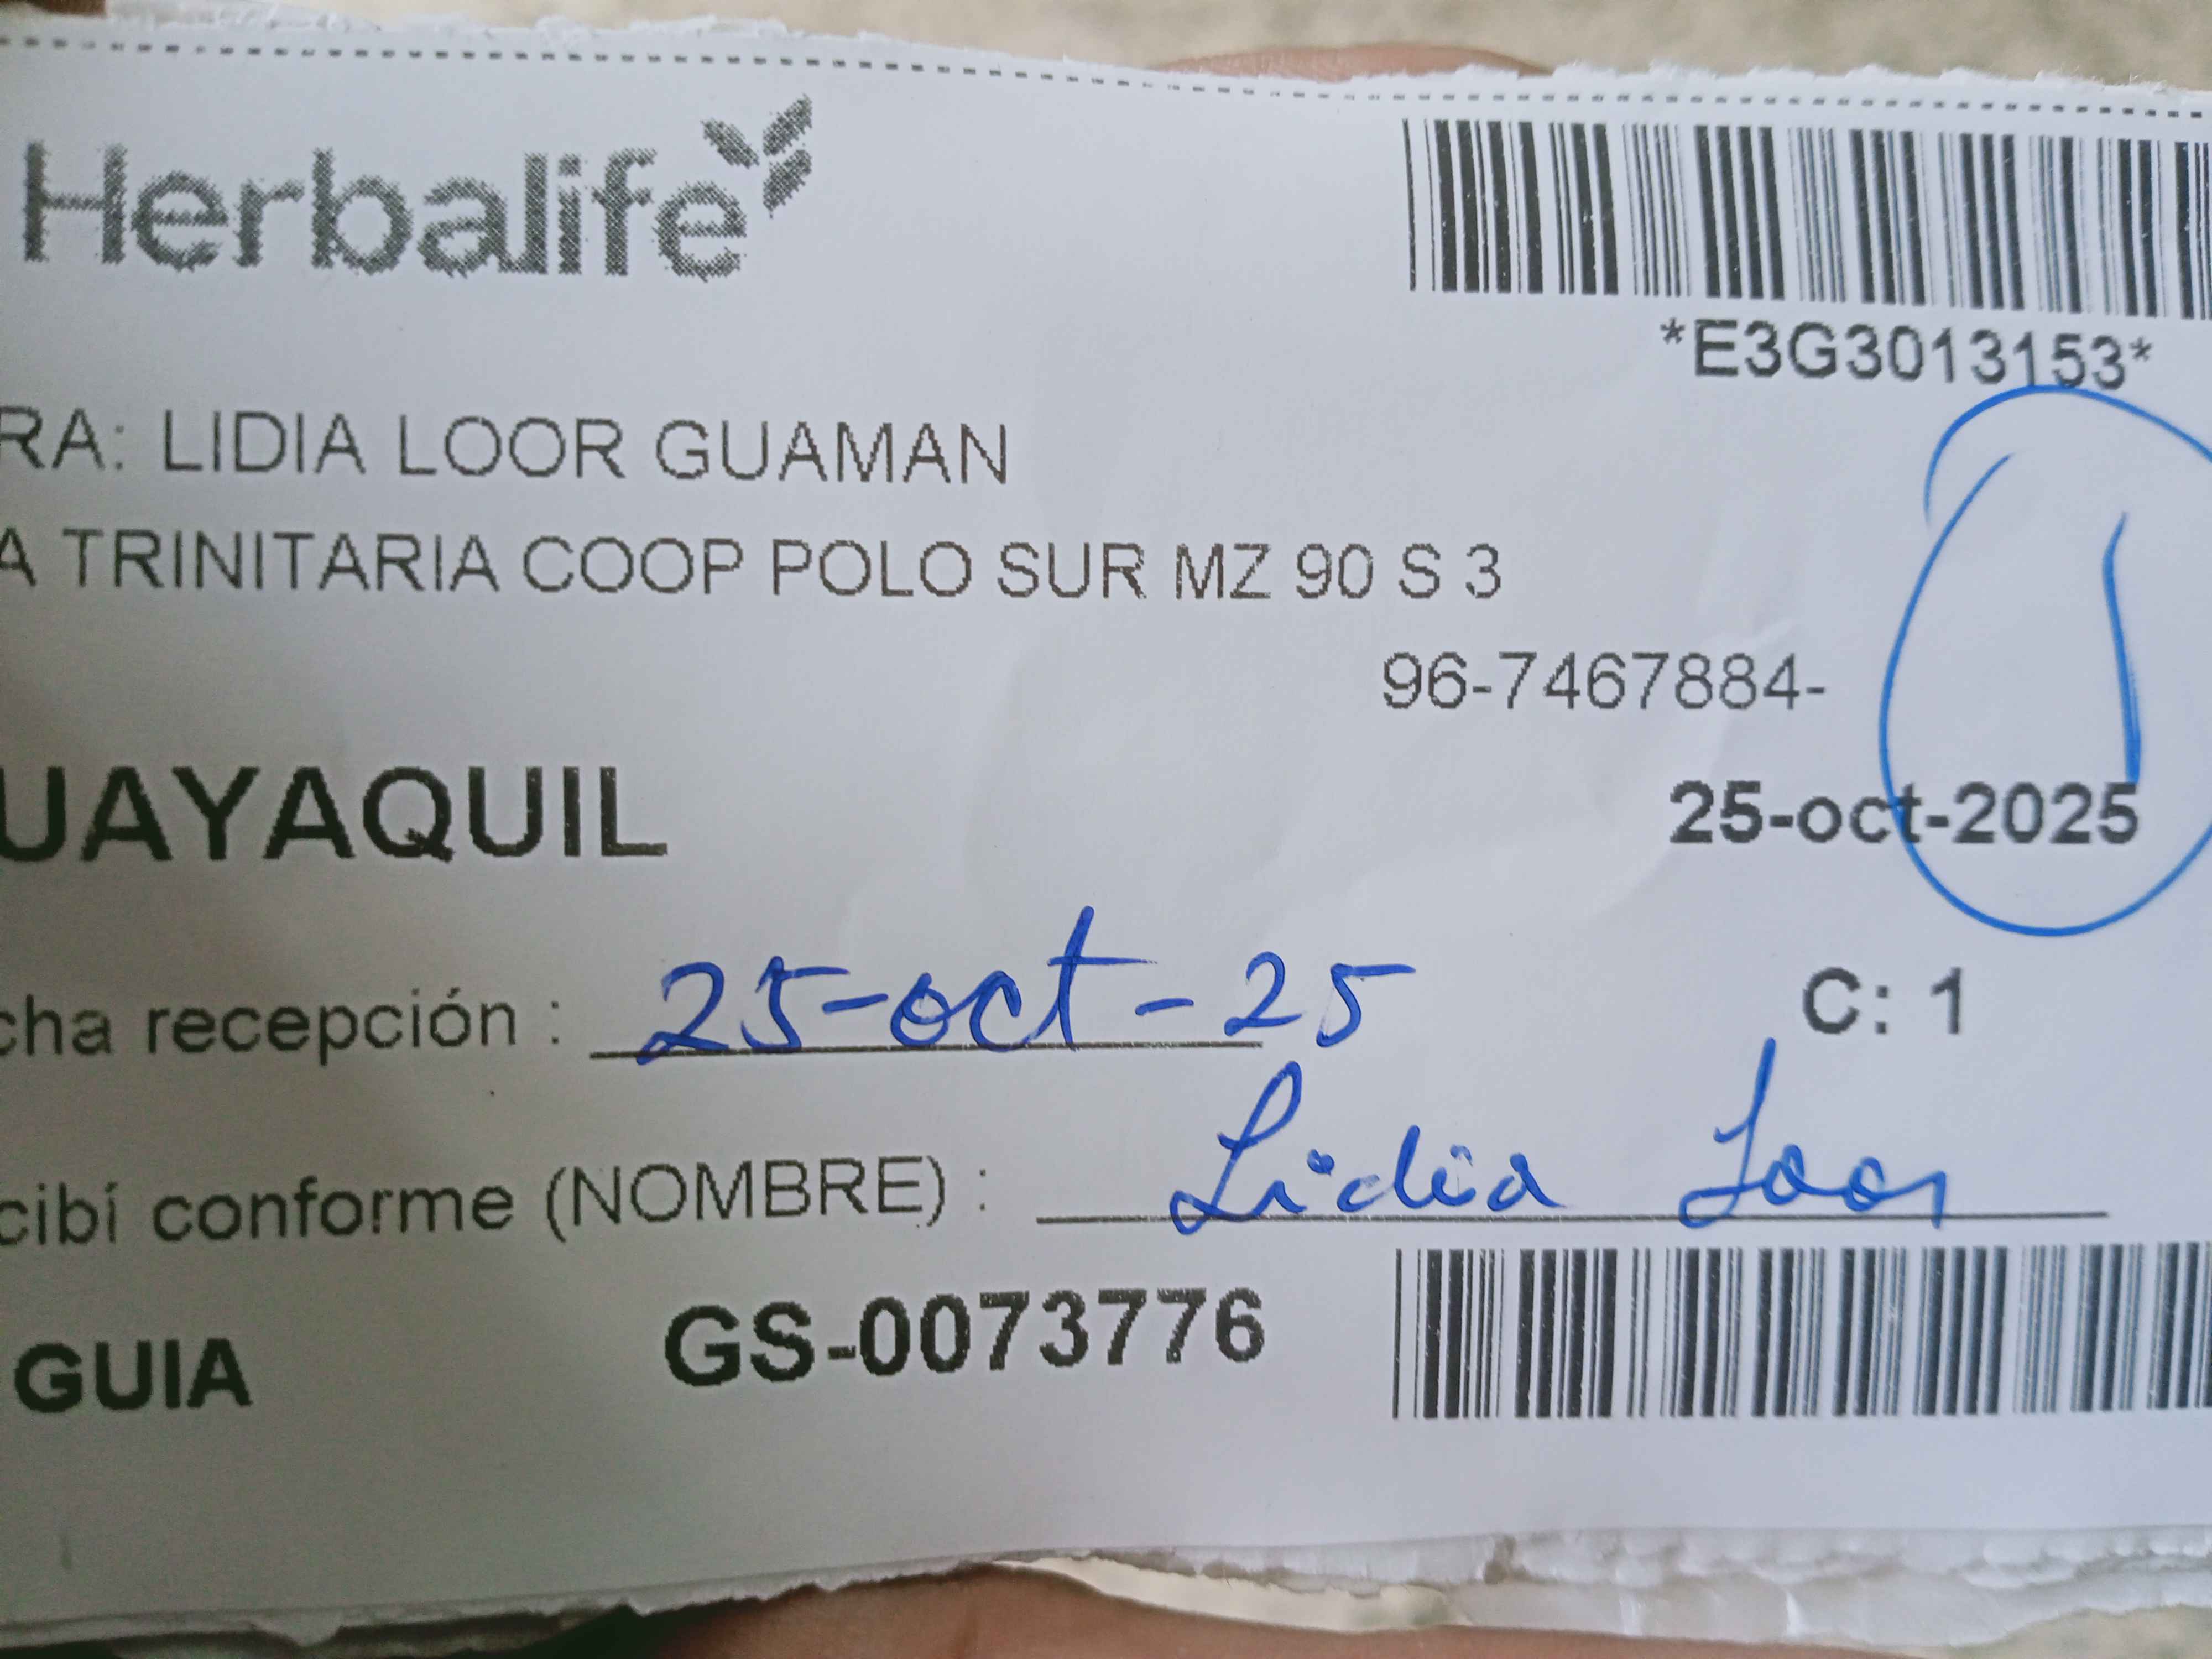 Herbalife
*E3G3013153*
RA: LIDIA LOOR GUAMAN
A TRINITARIA COOP POLO SUR MZ 90 S 3
96-7467884-
1
UAYAQUIL 25-oct-2025
cha recepción : 25-oct-25 C: 1
cibí conforme (NOMBRE) : Lidia Loor
GUIA GS-0073776